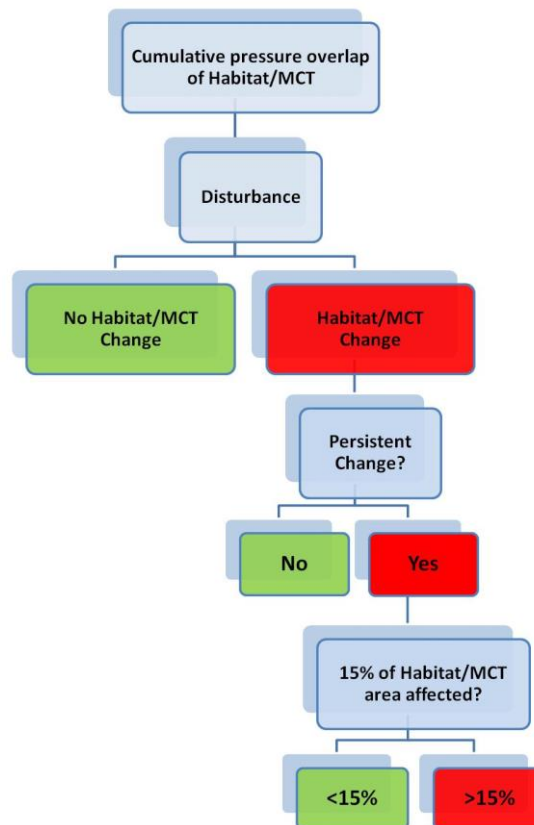 Cumulative pressure overlap
of Habitat/MCT
Disturbance
No Habitat/MCT
Change
Habitat/MCT
Change
Persistent
Change?
No
Yes
15% of Habitat/MCT
area affected?
<15%
>15%